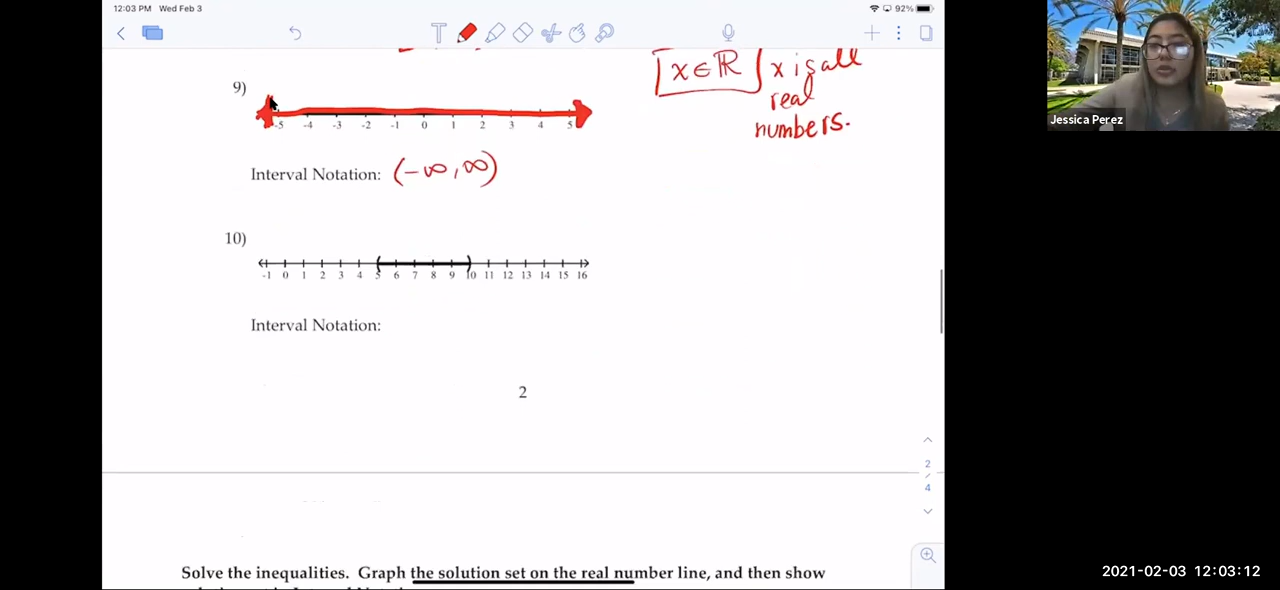 12:03 PM Wed Feb 3
92%
x ∈ ℝ x is all
real
numbers.
9)
-5 -4 -3 -2 -1 0 1 2 3 4 5
Interval Notation: (-∞, ∞)
10)
-1 0 1 2 3 4 5 6 7 8 9 10 11 12 13 14 15 16
Interval Notation:
2
2
/
4
Solve the inequalities. Graph the solution set on the real number line, and then show
Jessica Perez
2021-02-03 12:03:12